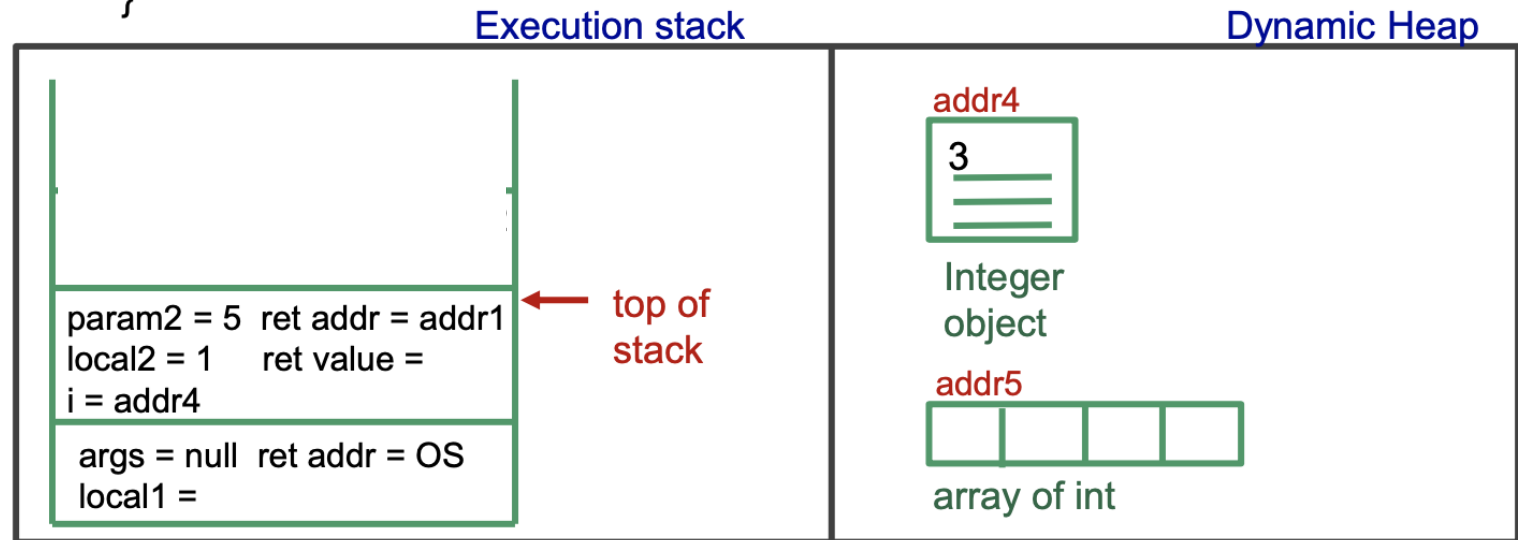 }
Execution stack
Dynamic Heap
param2 = 5 ret addr = addr1
local2 = 1 ret value =
i = addr4
args = null ret addr = OS
local1 =
top of
stack
addr4
3
Integer
object
addr5
array of int